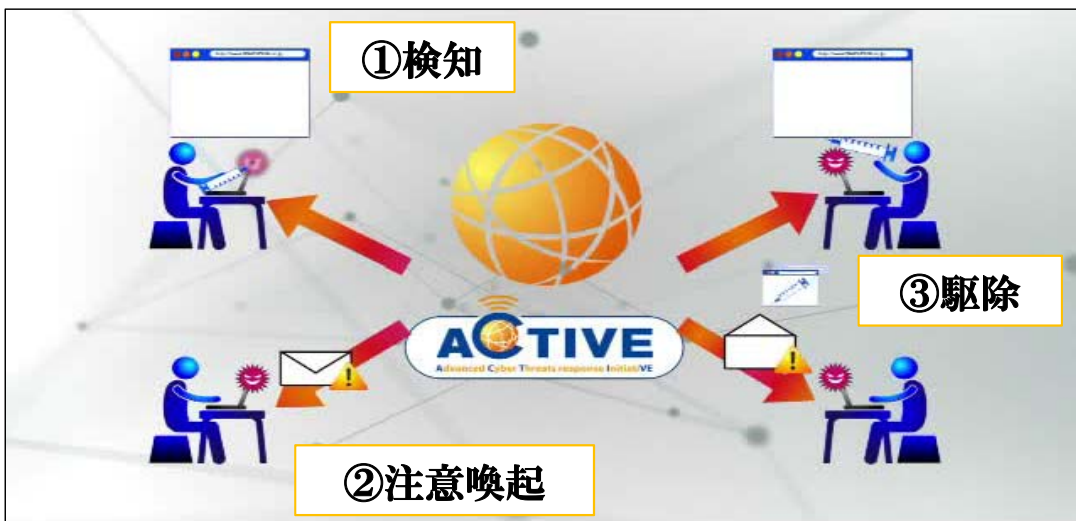 ①検知
③駆除
ACTIVE
Advanced Cyber Threats response InitiatiVE
②注意喚起